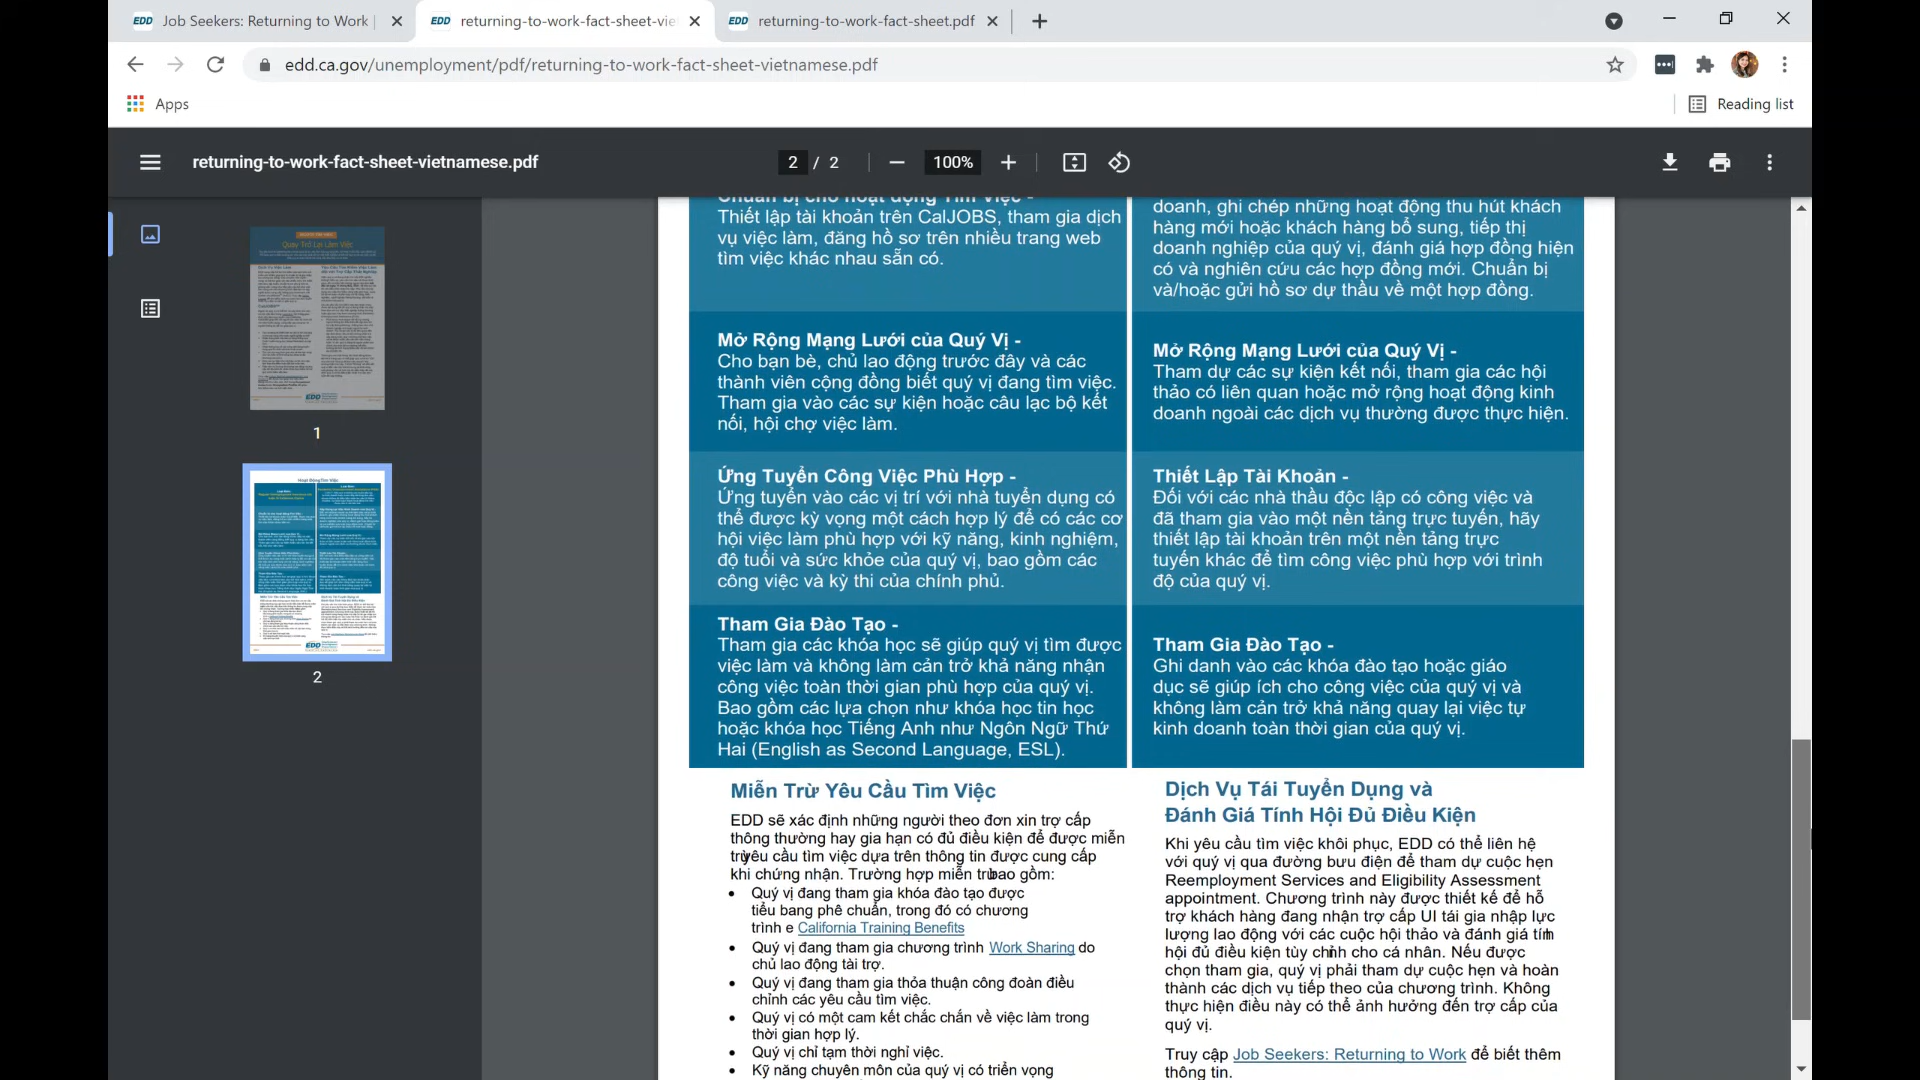 EDD Job Seekers: Returning to Work |
EDD returning-to-work-fact-sheet-vie
EDD returning-to-work-fact-sheet.pdf
edd.ca.gov/unemployment/pdf/returning-to-work-fact-sheet-vietnamese.pdf
Apps
Reading list
returning-to-work-fact-sheet-vietnamese.pdf
2 / 2
100%
Quay Trở Lại Làm Việc
EDD
1
Hoạt Động Tìm Việc
EDD
2
Chuẩn bị cho hoạt động Tìm Việc -
Thiết lập tài khoản trên CalJOBS, tham gia dịch
vụ việc làm, đăng hồ sơ trên nhiều trang web
tìm việc khác nhau sẵn có.
Mở Rộng Mạng Lưới của Quý Vị -
Cho bạn bè, chủ lao động trước đây và các
thành viên cộng đồng biết quý vị đang tìm việc.
Tham gia vào các sự kiện hoặc câu lạc bộ kết
nối, hội chợ việc làm.
Ứng Tuyển Công Việc Phù Hợp -
Ứng tuyển vào các vị trí với nhà tuyển dụng có
thể được kỳ vọng một cách hợp lý để có các cơ
hội việc làm phù hợp với kỹ năng, kinh nghiệm,
độ tuổi và sức khỏe của quý vị, bao gồm các
công việc và kỳ thi của chính phủ.
Tham Gia Đào Tạo -
Tham gia các khóa học sẽ giúp quý vị tìm được
việc làm và không làm cản trở khả năng nhận
công việc toàn thời gian phù hợp của quý vị.
Bao gồm các lựa chọn như khóa học tin học
hoặc khóa học Tiếng Anh như Ngôn Ngữ Thứ
Hai (English as Second Language, ESL).
doanh, ghi chép những hoạt động thu hút khách
hàng mới hoặc khách hàng bổ sung, tiếp thị
doanh nghiệp của quý vị, đánh giá hợp đồng hiện
có và nghiên cứu các hợp đồng mới. Chuẩn bị
và/hoặc gửi hồ sơ dự thầu về một hợp đồng.
Mở Rộng Mạng Lưới của Quý Vị -
Tham dự các sự kiện kết nối, tham gia các hội
thảo có liên quan hoặc mở rộng hoạt động kinh
doanh ngoài các dịch vụ thường được thực hiện.
Thiết Lập Tài Khoản -
Đối với các nhà thầu độc lập có công việc và
đã tham gia vào một nền tảng trực tuyến, hãy
thiết lập tài khoản trên một nền tảng trực
tuyến khác để tìm công việc phù hợp với trình
độ của quý vị.
Tham Gia Đào Tạo -
Ghi danh vào các khóa đào tạo hoặc giáo
dục sẽ giúp ích cho công việc của quý vị và
không làm cản trở khả năng quay lại việc tự
kinh doanh toàn thời gian của quý vị.
Miễn Trừ Yêu Cầu Tìm Việc
EDD sẽ xác định những người theo đơn xin trợ cấp
thông thường hay gia hạn có đủ điều kiện để được miễn
trừ yêu cầu tìm việc dựa trên thông tin được cung cấp
khi chứng nhận. Trường hợp miễn trừ bao gồm:
• Quý vị đang tham gia khóa đào tạo được
tiểu bang phê chuẩn, trong đó có chương
trình e California Training Benefits
• Quý vị đang tham gia chương trình Work Sharing do
chủ lao động tài trợ.
• Quý vị đang tham gia thỏa thuận công đoàn điều
chỉnh các yêu cầu tìm việc.
• Quý vị có một cam kết chắc chắn về việc làm trong
thời gian hợp lý.
• Quý vị chỉ tạm thời nghỉ việc.
• Kỹ năng chuyên môn của quý vị có triển vọng
Dịch Vụ Tái Tuyển Dụng và
Đánh Giá Tính Hội Đủ Điều Kiện
Khi yêu cầu tìm việc khôi phục, EDD có thể liên hệ
với quý vị qua đường bưu điện để tham dự cuộc hẹn
Reemployment Services and Eligibility Assessment
appointment. Chương trình này được thiết kế để hỗ
trợ khách hàng đang nhận trợ cấp UI tái gia nhập lực
lượng lao động với các cuộc hội thảo và đánh giá tính
hội đủ điều kiện tùy chỉnh cho cá nhân. Nếu được
chọn tham gia, quý vị phải tham dự cuộc hẹn và hoàn
thành các dịch vụ tiếp theo của chương trình. Không
thực hiện điều này có thể ảnh hưởng đến trợ cấp của
quý vị.
Truy cập Job Seekers: Returning to Work để biết thêm
thông tin.